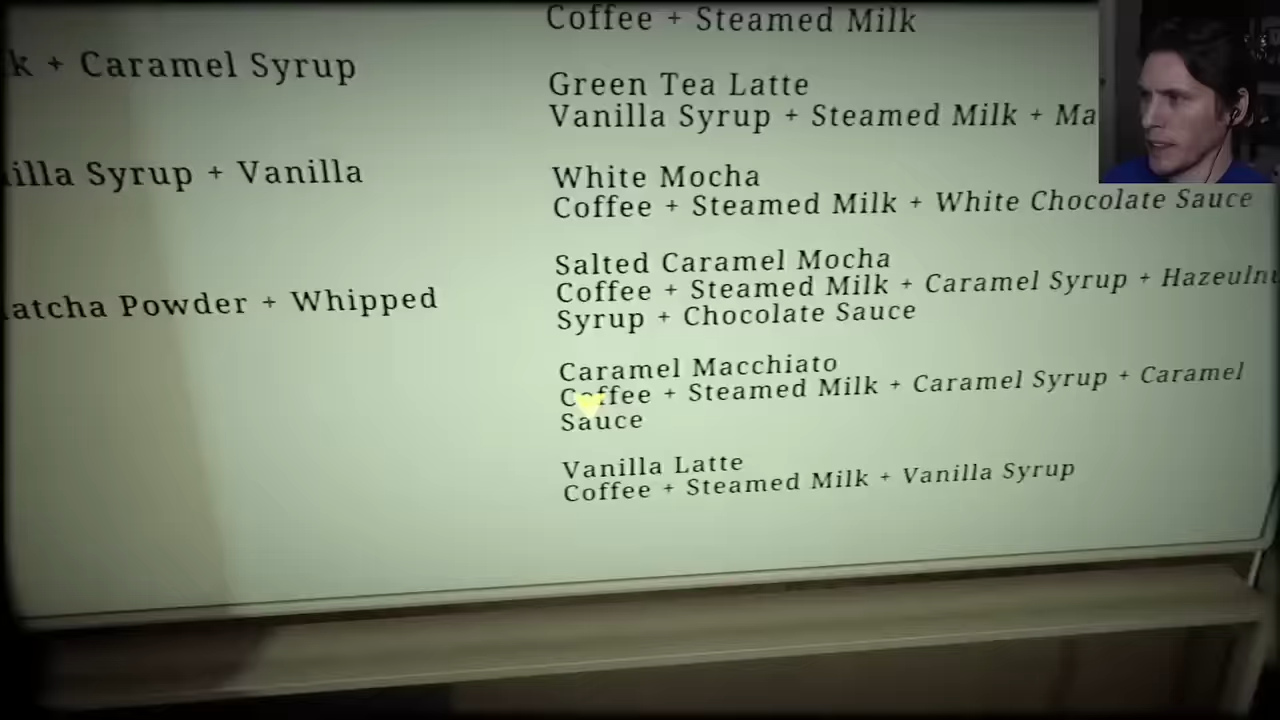 k + Caramel Syrup
illa Syrup + Vanilla
atcha Powder + Whipped
Coffee + Steamed Milk
Green Tea Latte
Vanilla Syrup + Steamed Milk + Ma
White Mocha
Coffee + Steamed Milk + White Chocolate Sauce
Salted Caramel Mocha
Coffee + Steamed Milk + Caramel Syrup + Hazeuln
Syrup + Chocolate Sauce
Caramel Macchiato
Coffee + Steamed Milk + Caramel Syrup + Caramel
Sauce
Vanilla Latte
Coffee + Steamed Milk + Vanilla Syrup